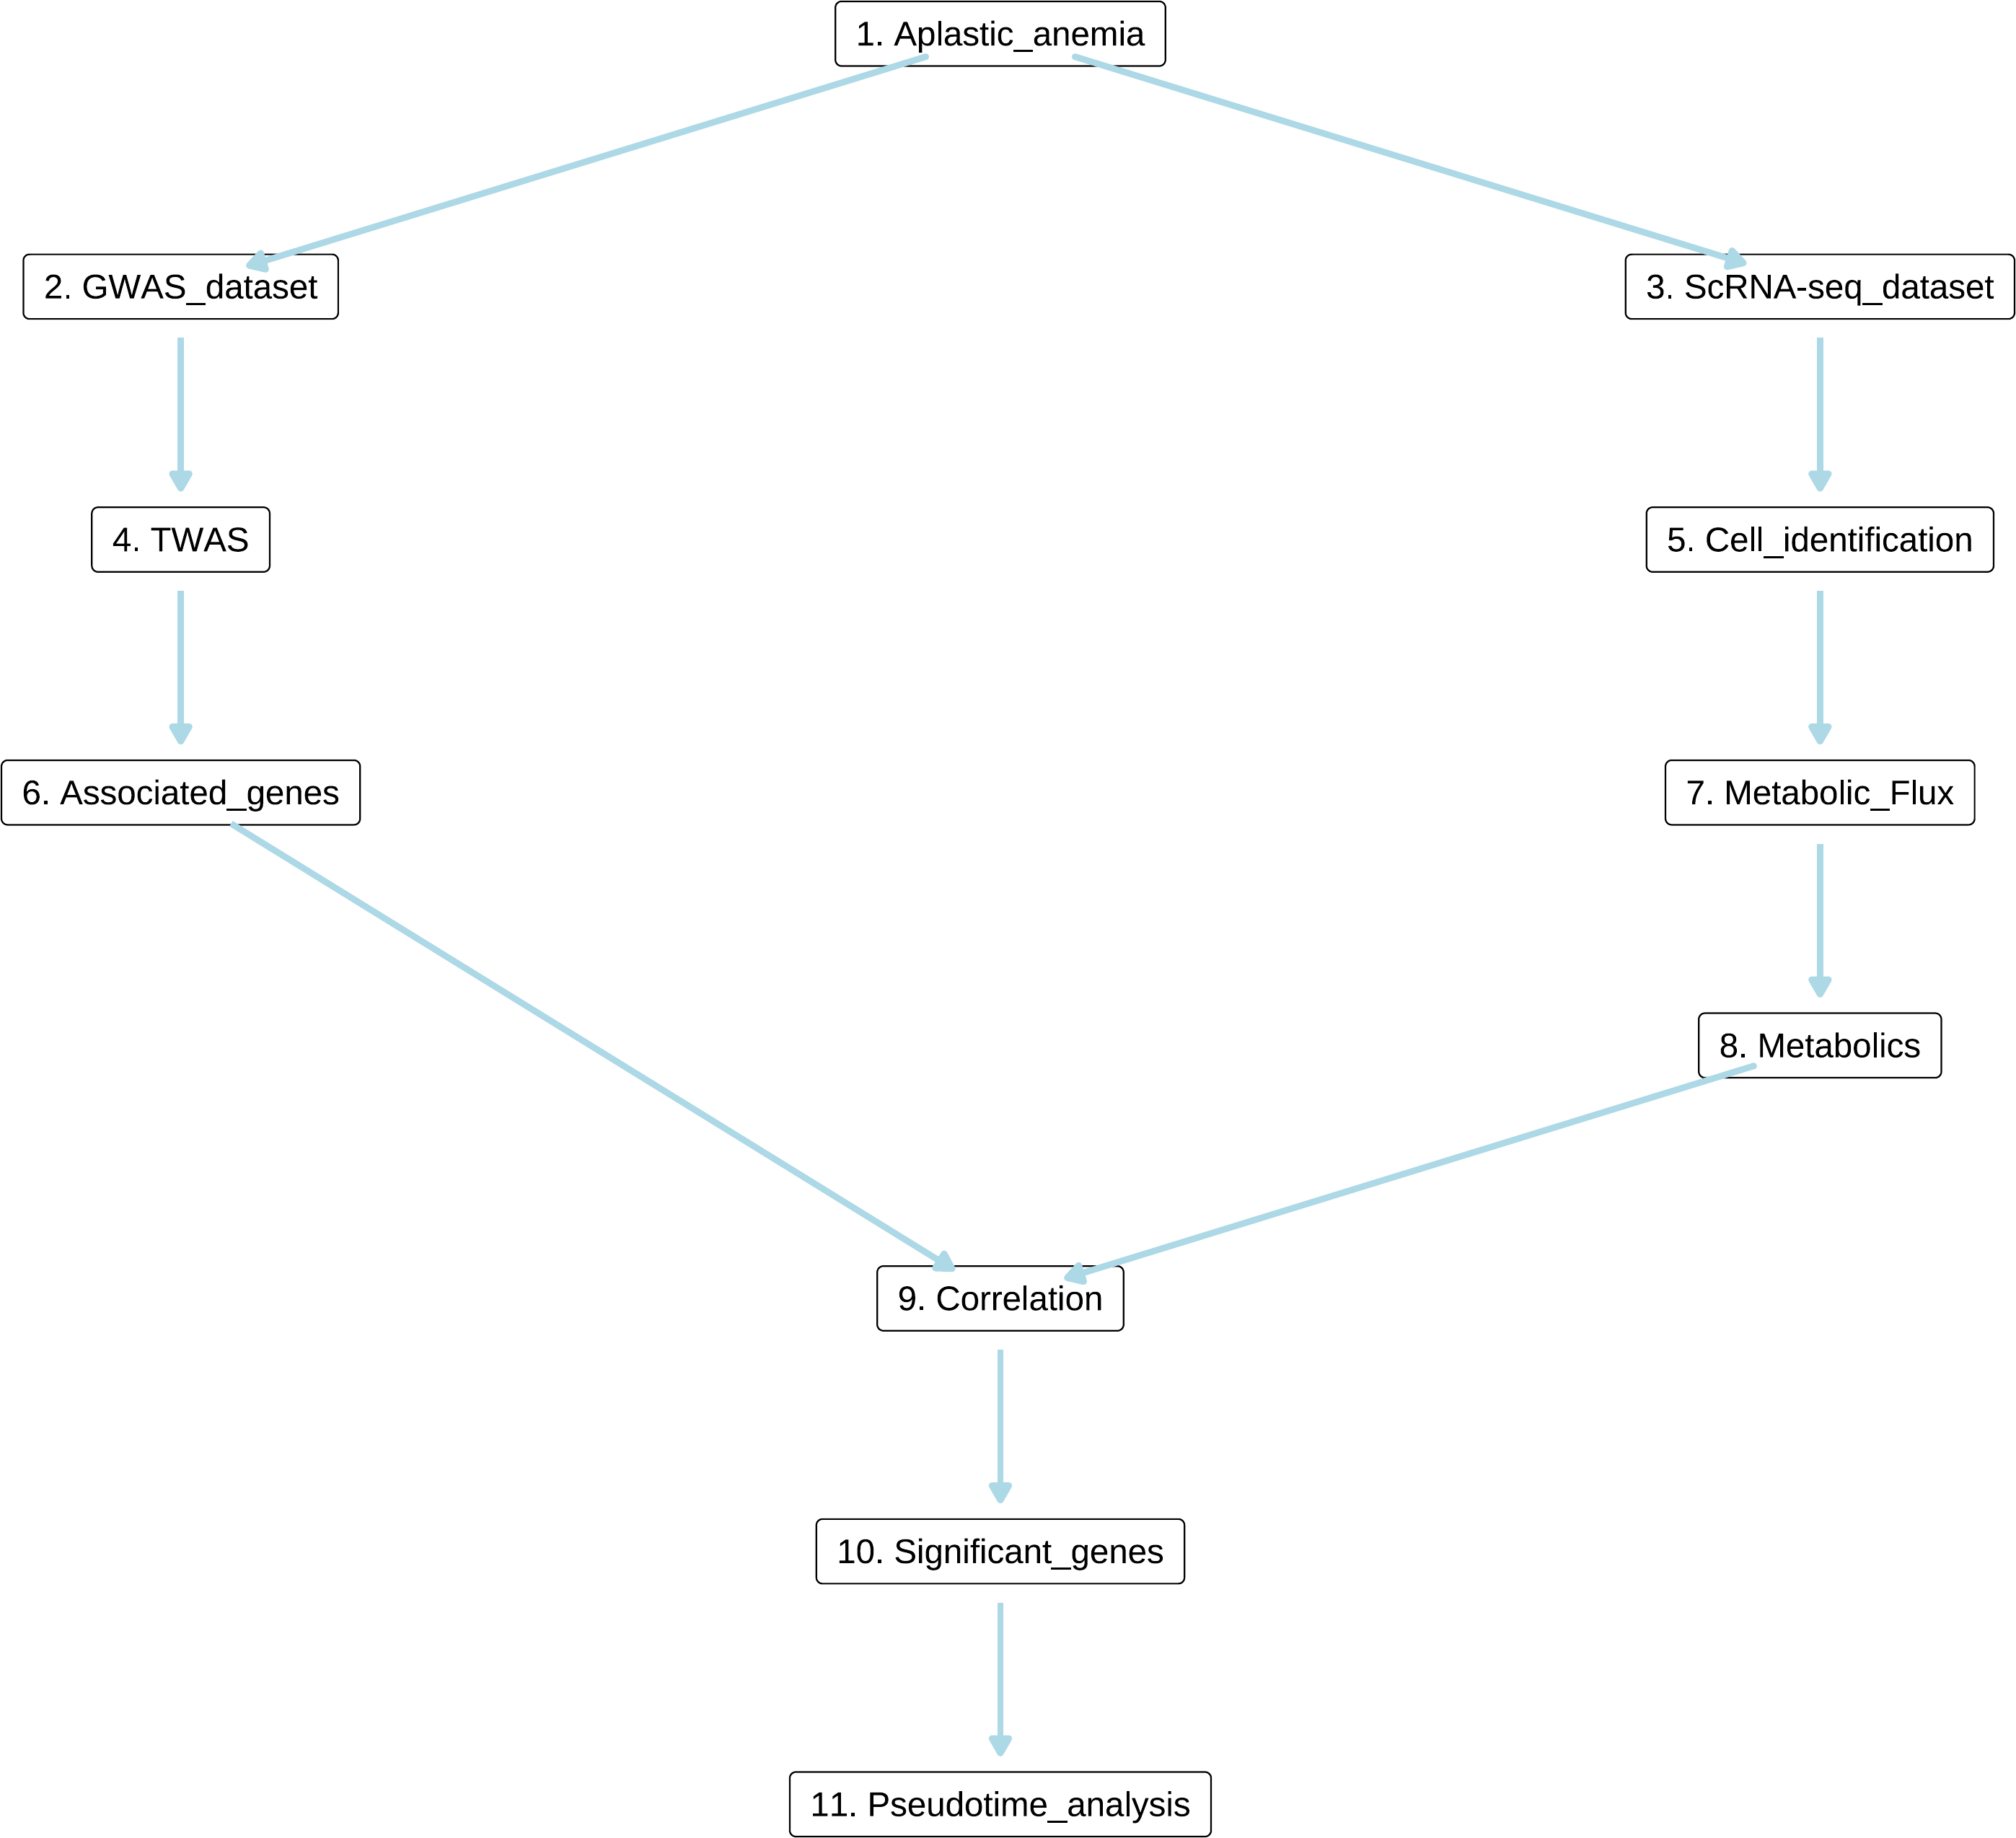 1. Aplastic_anemia
2. GWAS_dataset
3. ScRNA-seq_dataset
4. TWAS
5. Cell_identification
6. Associated_genes
7. Metabolic_Flux
8. Metabolics
9. Correlation
10. Significant_genes
11. Pseudotime_analysis